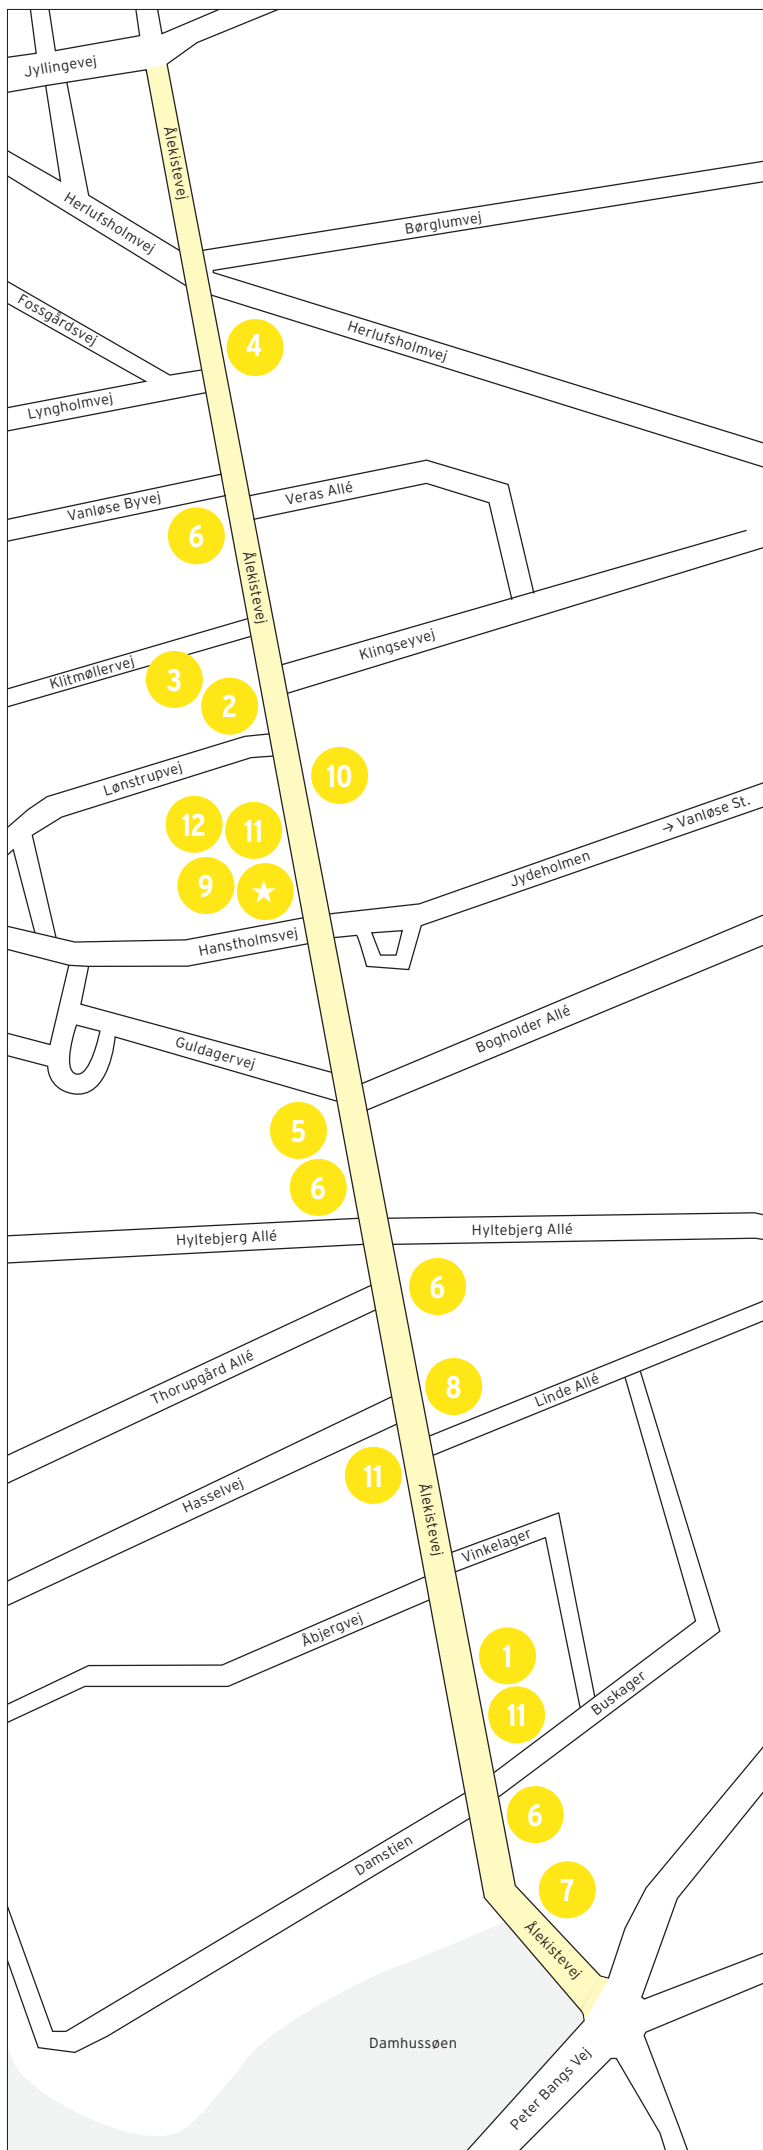 Jyllingevej
Ålekistevej
Herlufsholmvej
Børglumvej
Fossgårdsvej
Herlufsholmvej
4
Lyngholmvej
Vanløse Byvej
Veras Allé
6
Ålekistevej
Klingseyvej
Klitmøllervej
3
2
Lønstrupvej
10
12
11
→ Vanløse St.
9
★
Jydeholmen
Hanstholmsvej
Bogholder Allé
Guldagervej
5
6
Hyltebjerg Allé
Hyltebjerg Allé
6
Thorupgård Allé
8
Linde Allé
11
Hasselvej
Ålekistevej
Vinkelager
Åbjergvej
1
11
Buskager
6
Damstien
7
Ålekistevej
Damhussøen
Peter Bangs Vej